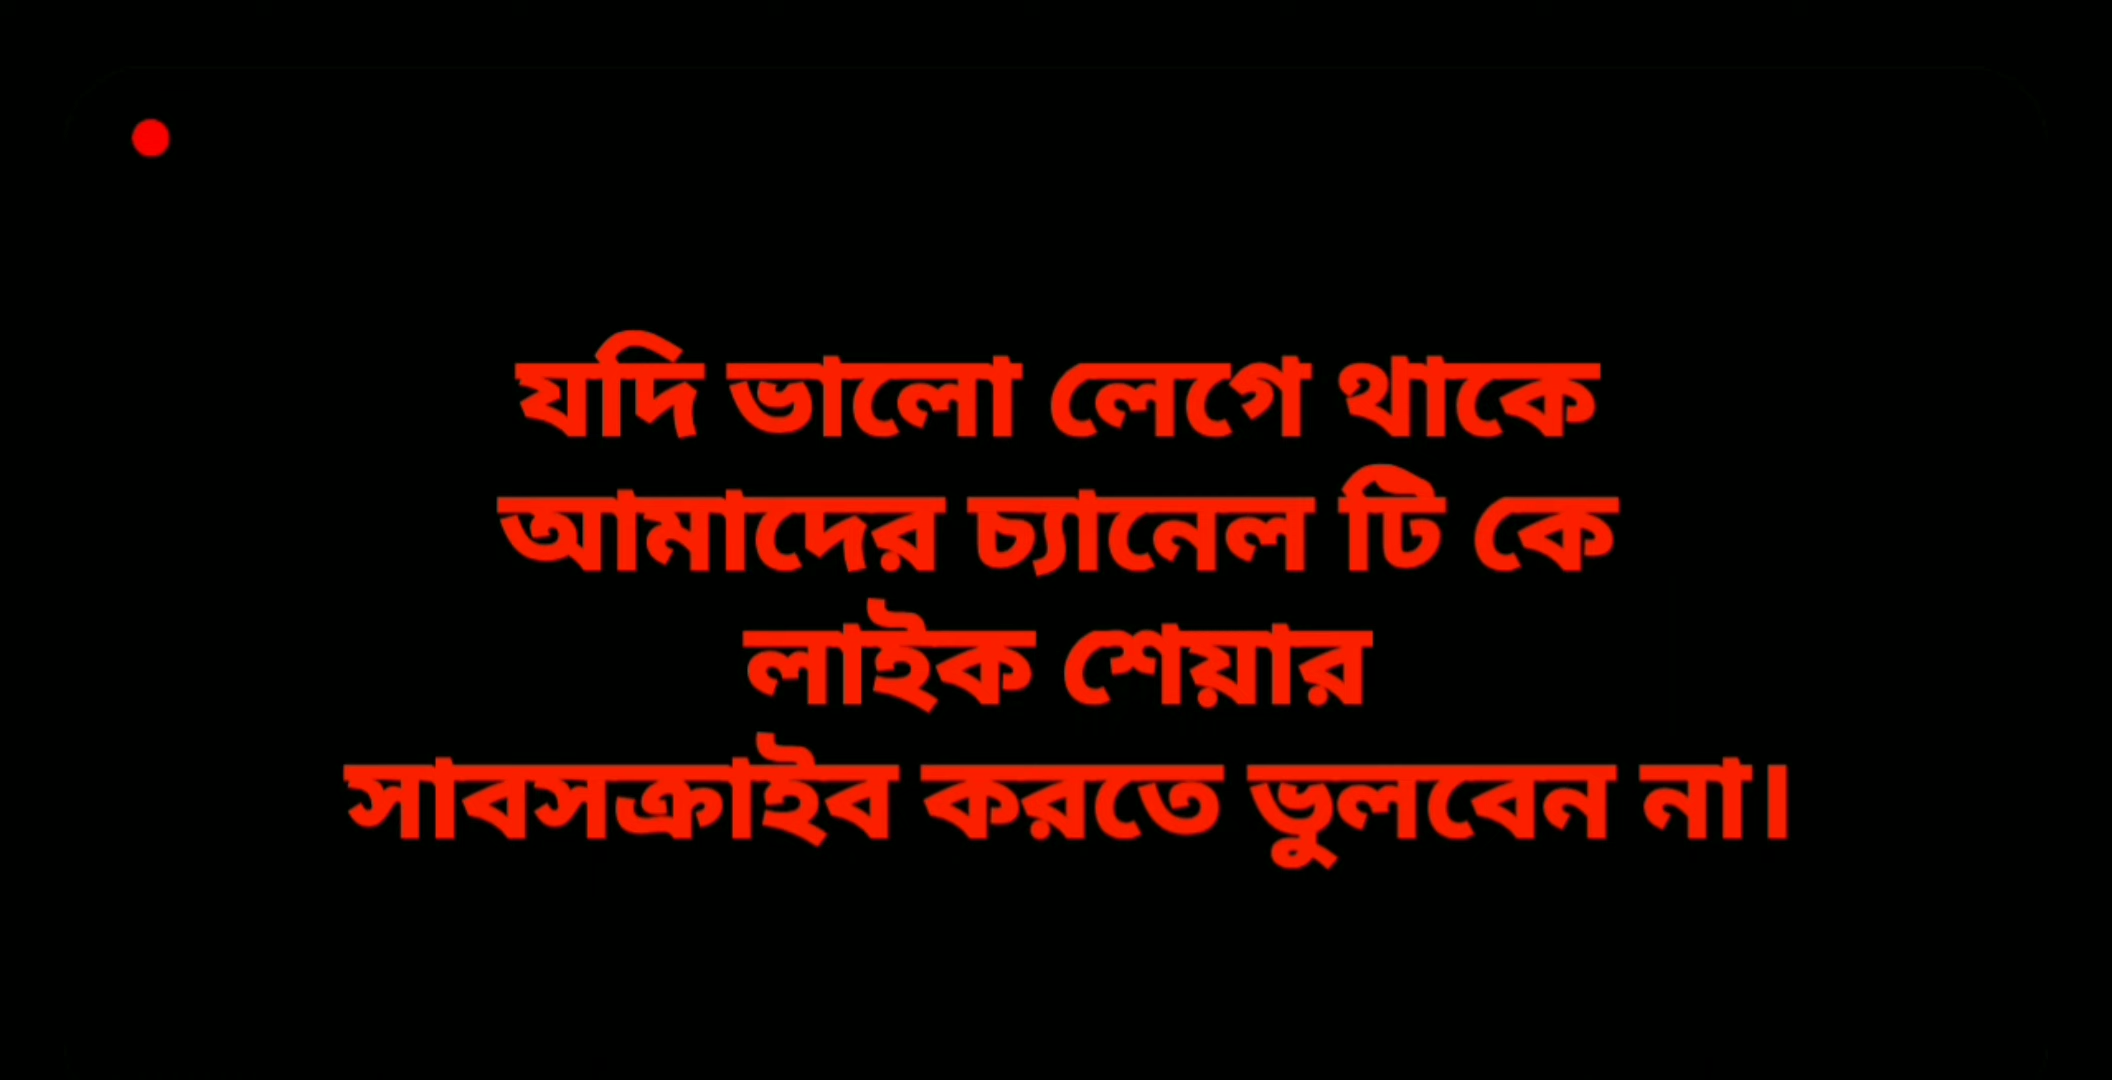 যদি ভালো লেগে থাকে
আমাদের চ্যানেল টি কে
লাইক শেয়ার
সাবসক্রাইব করতে ভুলবেন না।